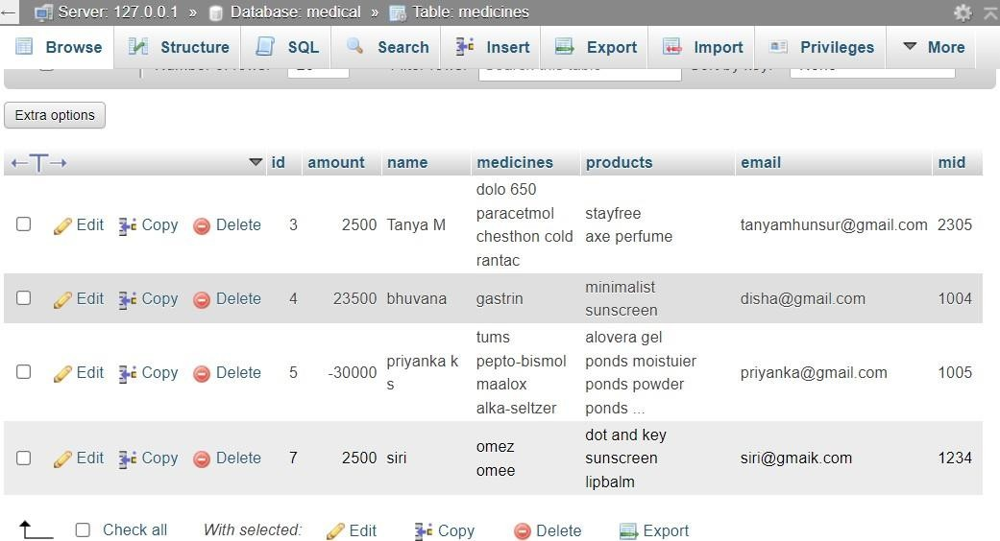 Server: 127.0.0.1 » Database: medical » Table: medicines
Browse Structure SQL Search Insert Export Import Privileges More
Extra options
id amount name medicines products email mid
Edit Copy Delete 3 2500 Tanya M dolo 650 stayfree tanyamhunsur@gmail.com 2305
paracetmol axe perfume
chesthon cold
rantac
Edit Copy Delete 4 23500 bhuvana gastrin minimalist disha@gmail.com 1004
sunscreen
Edit Copy Delete 5 -30000 priyanka k tums alovera gel priyanka@gmail.com 1005
s pepto-bismol ponds moistuier
maalox ponds powder
alka-seltzer ponds ...
Edit Copy Delete 7 2500 siri omez dot and key siri@gmaik.com 1234
omee sunscreen
lipbalm
Check all With selected: Edit Copy Delete Export